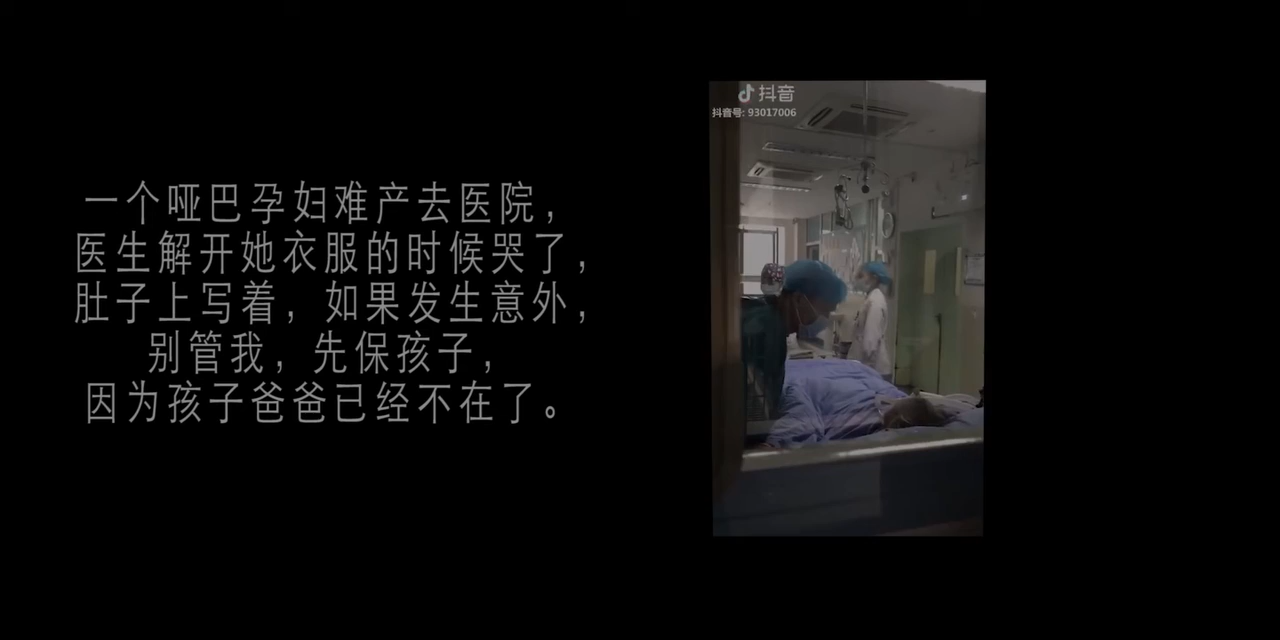 一个哑巴孕妇难产去医院，
医生解开她衣服的时候哭了，
肚子上写着，如果发生意外，
别管我，先保孩子，
因为孩子爸爸已经不在了。
抖音
抖音号: 93017006